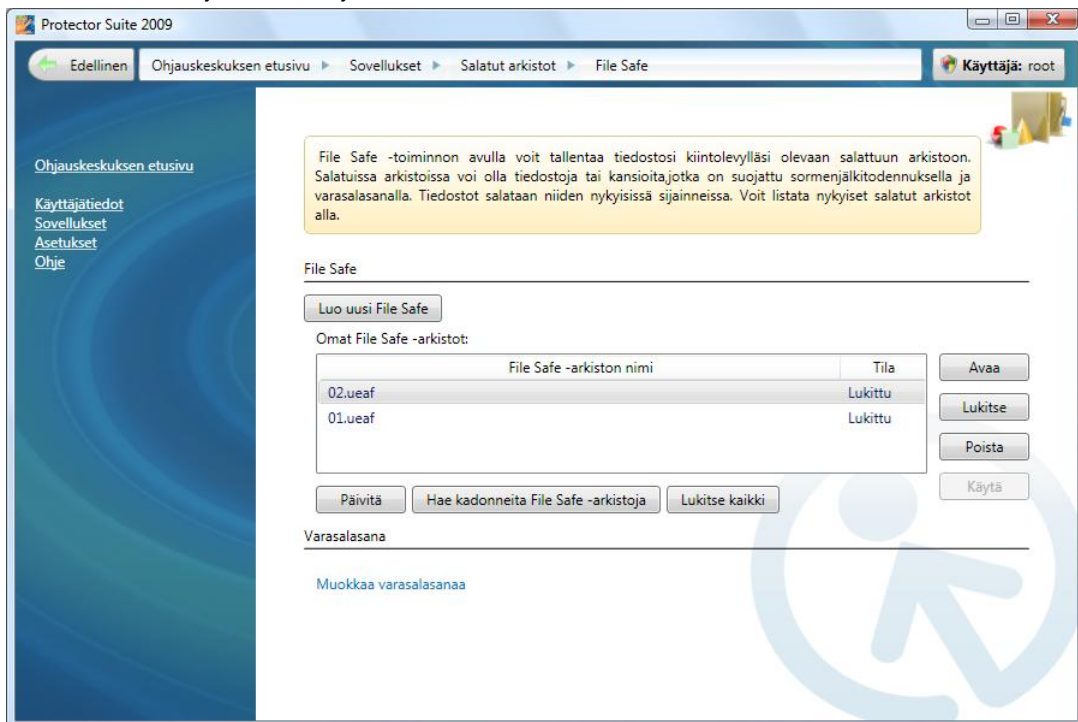 Protector Suite 2009
Edellinen Ohjauskeskuksen etusivu Sovellukset Salatut arkistot File Safe Käyttäjä: root
Ohjauskeskuksen etusivu
Käyttäjätiedot
Sovellukset
Asetukset
Ohje
File Safe -toiminnon avulla voit tallentaa tiedostosi kiintolevylläsi olevaan salattuun arkistoon.
Salatuissa arkistoissa voi olla tiedostoja tai kansioita,jotka on suojattu sormenjälkitodennuksella ja
varasalasanalla. Tiedostot salataan niiden nykyisissä sijainneissa. Voit listata nykyiset salatut arkistot
alla.
File Safe
Luo uusi File Safe
Omat File Safe -arkistot:
File Safe -arkiston nimi Tila
02.ueaf Lukittu
01.ueaf Lukittu
Avaa
Lukitse
Poista
Käytä
Päivitä Hae kadonneita File Safe -arkistoja Lukitse kaikki
Varasalasana
Muokkaa varasalasanaa